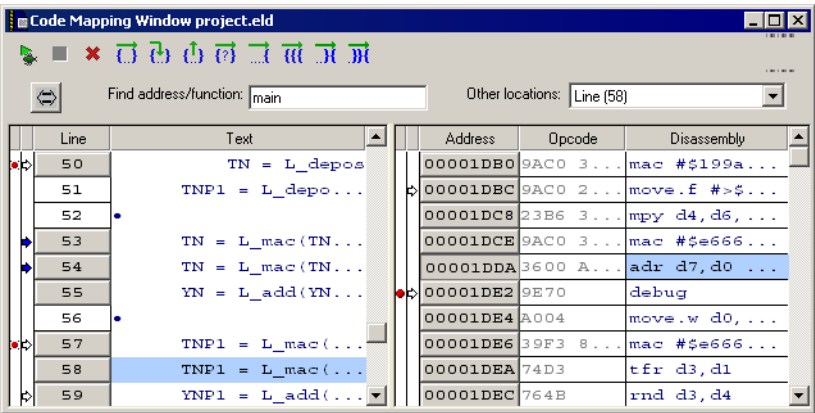 Code Mapping Window project.eld
Find address/function: main Other locations: Line (58)
Line Text Address Opcode Disassembly
50 TN = L_depos 00001DB0 9AC0 3... mac #$199a...
51 TNP1 = L_depo... 00001DBC 9AC0 2... move.f #>$...
52 00001DC8 23B6 3... mpy d4,d6,...
53 TN = L_mac(TN... 00001DCE 9AC0 3... mac #$e666...
54 TN = L_mac(TN... 00001DDA 3600 A... adr d7,d0 ...
55 YN = L_add(YN... 00001DE2 9E70 debug
56 00001DE4 A004 move.w d0,...
57 TNP1 = L_mac(... 00001DE6 39F3 8... mac #$e666...
58 TNP1 = L_mac(... 00001DEA 74D3 tfr d3,d1
59 YNP1 = L_add(... 00001DEC 764B rnd d3,d4